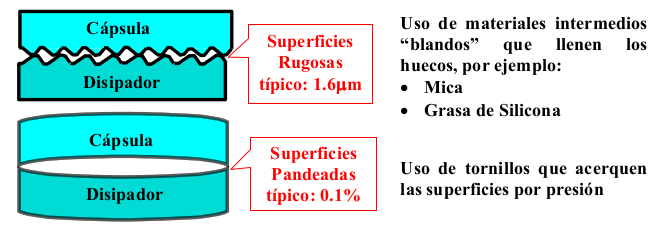 Cápsula
Disipador
Superficies
Rugosas
típico: 1.6μm
Uso de materiales intermedios
“blandos” que llenen los
huecos, por ejemplo:
• Mica
• Grasa de Silicona
Cápsula
Disipador
Superficies
Pandeadas
típico: 0.1%
Uso de tornillos que acerquen
las superficies por presión